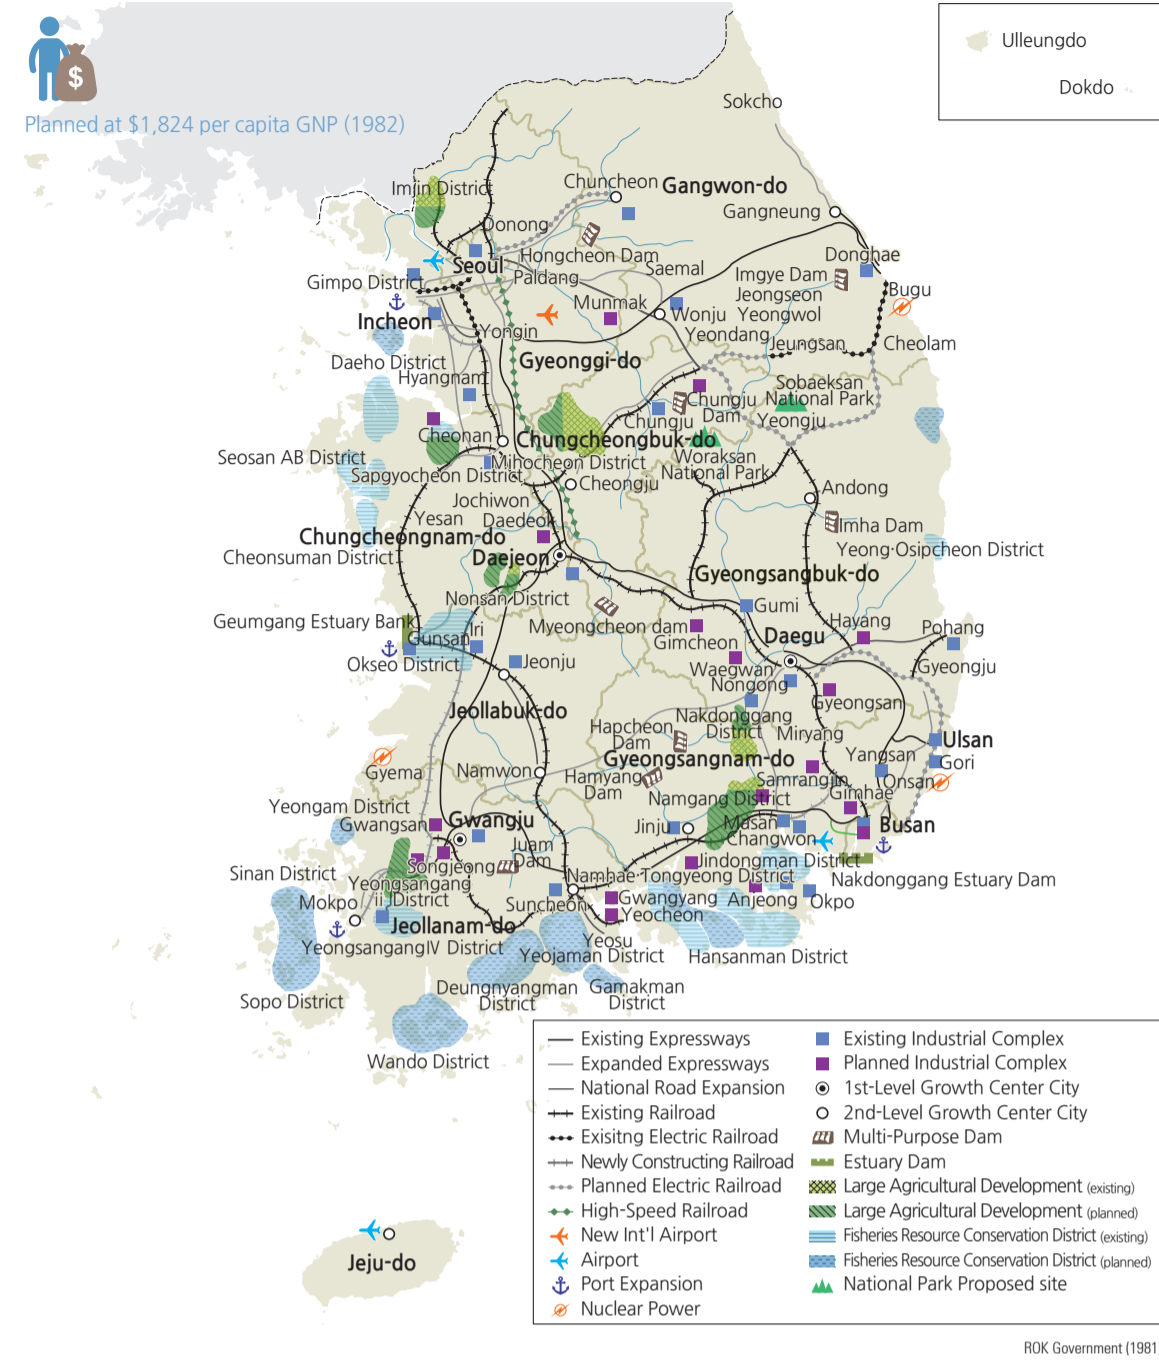 Ulleungdo
Dokdo
Planned at $1,824 per capita GNP (1982)
$
Sokcho
Imjin District
Chuncheon
Gangwon-do
Gangneung
Donong
Donghae
Hongcheon Dam
Seoul
Paldang
Saemal
Imgye Dam
Gimpo District
Jeongseon
Bugu
Munmak
Wonju
Yeongwol
Incheon
Yongin
Yeondang
Jeungsan
Cheolam
Daeho District
Gyeonggi-do
Hyangnam
Sobaeksan
National Park
Chungju
Dam
Chungju
Yeongju
Cheonan
Chungcheongbuk-do
Woraksan
National Park
Seosan AB District
Mihocheon District
Sapgyocheon District
Cheongju
Andong
Jochiwon
Yesan
Daedeok
Imha Dam
Chungcheongnam-do
Yeong·Osipcheon District
Cheonsuman District
Daejeon
Gyeongsangbuk-do
Nonsan District
Gumi
Geumgang Estuary Bank
Iri
Myeongcheon dam
Hayang
Pohang
Gunsan
Gimcheon
Daegu
Okseo District
Jeonju
Waegwan
Gyeongju
Nongong
Gyeongsan
Jeollabuk-do
Nakdonggang
District
Hapcheon
Dam
Miryang
Ulsan
Gyeongsangnam-do
Yangsan
Gori
Gyema
Namwon
Hamyang
Dam
Samrangjin
Onsan
Gimhae
Namgang District
Yeongam District
Gwangsan
Gwangju
Jinju
Masan
Busan
Changwon
Juam
Dam
Songjeong
Jindongman District
Sinan District
Namhae·Tongyeong District
Nakdonggang Estuary Dam
Yeongsangang
ii District
Mokpo
Suncheon
Gwangyang
Anjeong
Okpo
Yeocheon
Jeollanam-do
Yeosu
YeongsangangIV District
Yeojaman District
Hansanman District
Sopo District
Deungnyangman
District
Gamakman
District
Wando District
Jeju-do
Existing Expressways
Expanded Expressways
National Road Expansion
Existing Railroad
Exisitng Electric Railroad
Newly Constructing Railroad
Planned Electric Railroad
High-Speed Railroad
New Int'l Airport
Airport
Port Expansion
Nuclear Power
Existing Industrial Complex
Planned Industrial Complex
1st-Level Growth Center City
2nd-Level Growth Center City
Multi-Purpose Dam
Estuary Dam
Large Agricultural Development (existing)
Large Agricultural Development (planned)
Fisheries Resource Conservation District (existing)
Fisheries Resource Conservation District (planned)
National Park Proposed site
ROK Government (1981